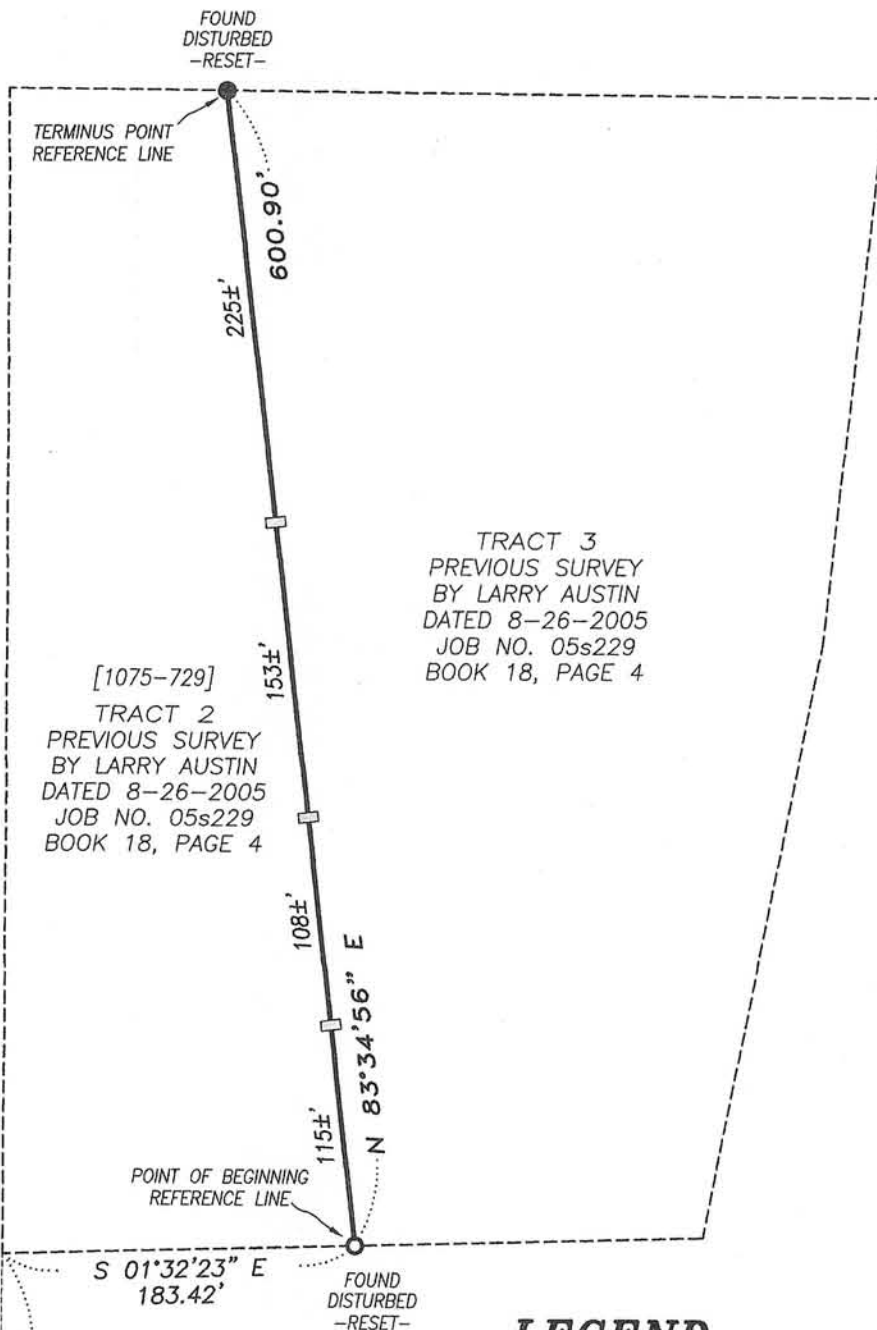 FOUND
DISTURBED
–RESET–
TERMINUS POINT
REFERENCE LINE
600.90'
225±'
TRACT 3
PREVIOUS SURVEY
BY LARRY AUSTIN
DATED 8–26–2005
JOB NO. 05s229
BOOK 18, PAGE 4
153±'
[1075–729]
TRACT 2
PREVIOUS SURVEY
BY LARRY AUSTIN
DATED 8–26–2005
JOB NO. 05s229
BOOK 18, PAGE 4
108±'
N 83°34'56" E
115±'
POINT OF BEGINNING
REFERENCE LINE
S 01°32'23" E
183.42'
FOUND
DISTURBED
–RESET–
LEGEND